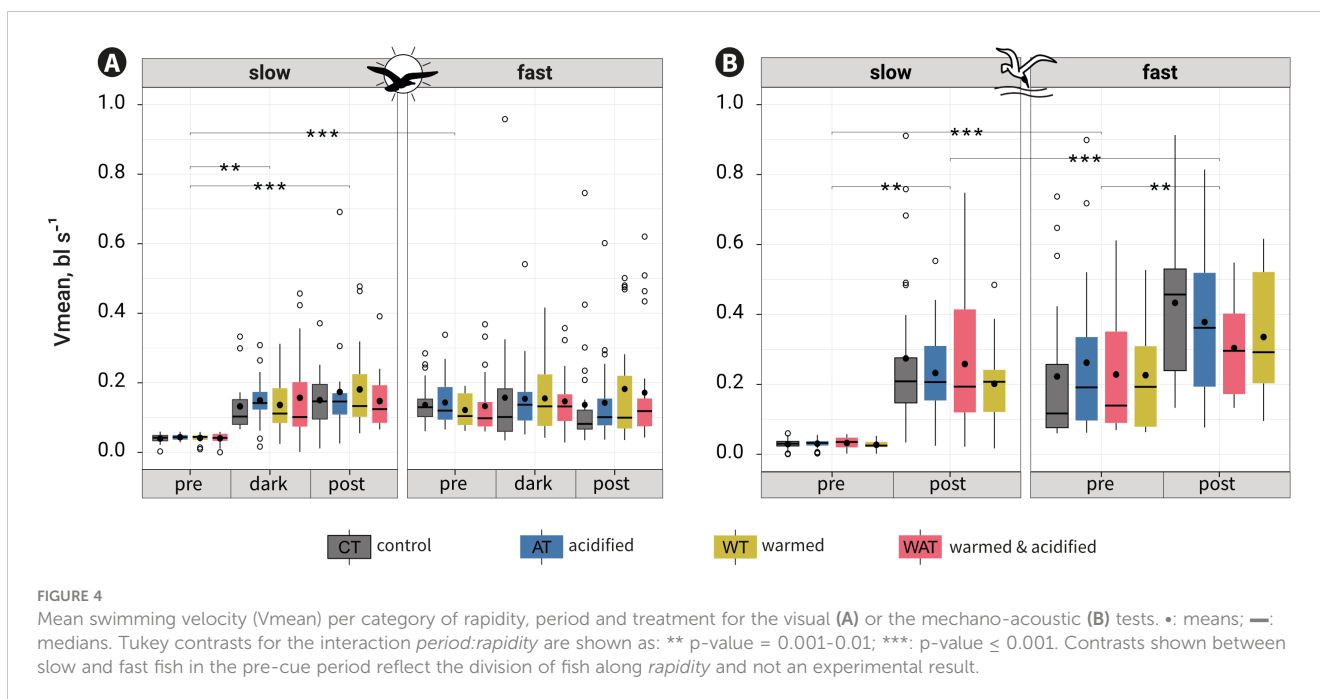 A
slow
fast
B
slow
fast
1.0
0.8
0.6
0.4
0.2
0.0
Vmean, bl s⁻¹
***
**
***
pre
dark
post
pre
dark
post
1.0
0.8
0.6
0.4
0.2
0.0
***
***
**
**
pre
post
pre
post
CT control
AT acidified
WT warmed
WAT warmed & acidified
FIGURE 4
Mean swimming velocity (Vmean) per category of rapidity, period and treatment for the visual (A) or the mechano-acoustic (B) tests. •: means; —:
medians. Tukey contrasts for the interaction period:rapidity are shown as: ** p-value = 0.001-0.01; ***: p-value ≤ 0.001. Contrasts shown between
slow and fast fish in the pre-cue period reflect the division of fish along rapidity and not an experimental result.